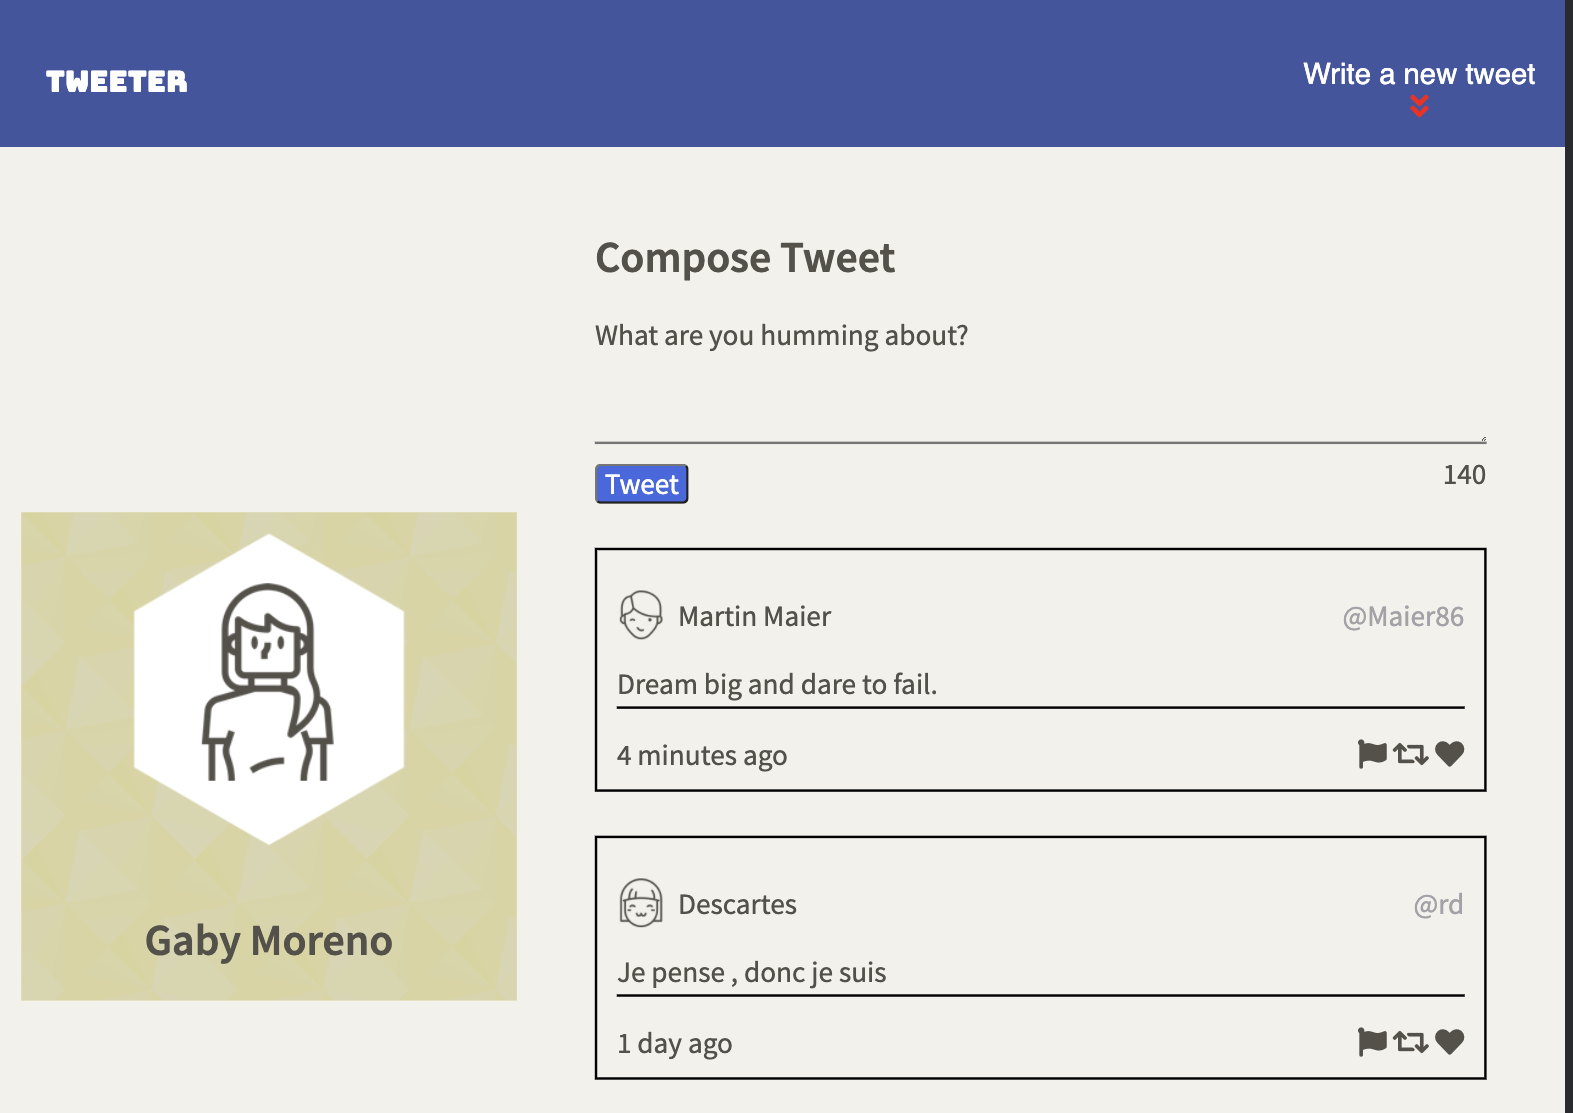 TWEETER
Write a new tweet
Compose Tweet
What are you humming about?
Tweet
140
Gaby Moreno
Martin Maier
@Maier86
Dream big and dare to fail.
4 minutes ago
Descartes
@rd
Je pense , donc je suis
1 day ago